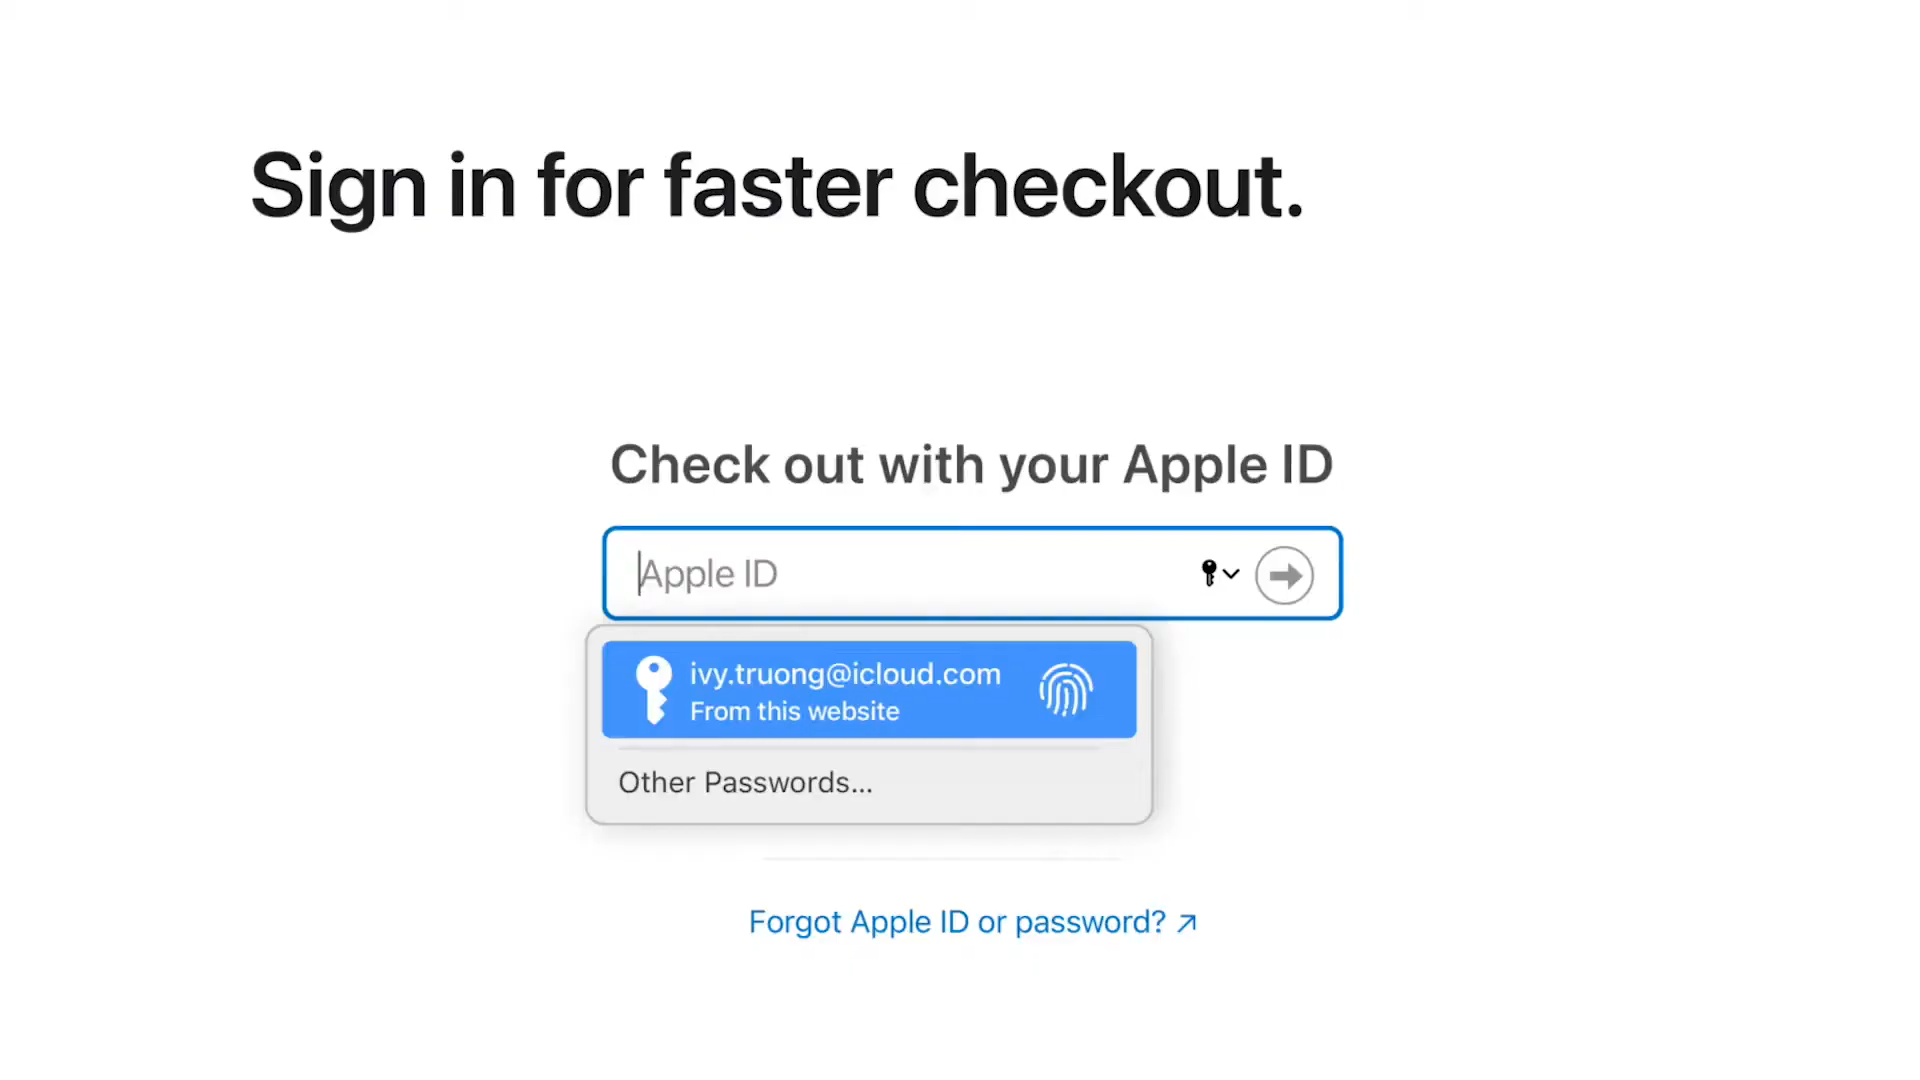 Sign in for faster checkout.
Check out with your Apple ID
Apple ID
ivy.truong@icloud.com
From this website
Other Passwords...
Forgot Apple ID or password? ↗